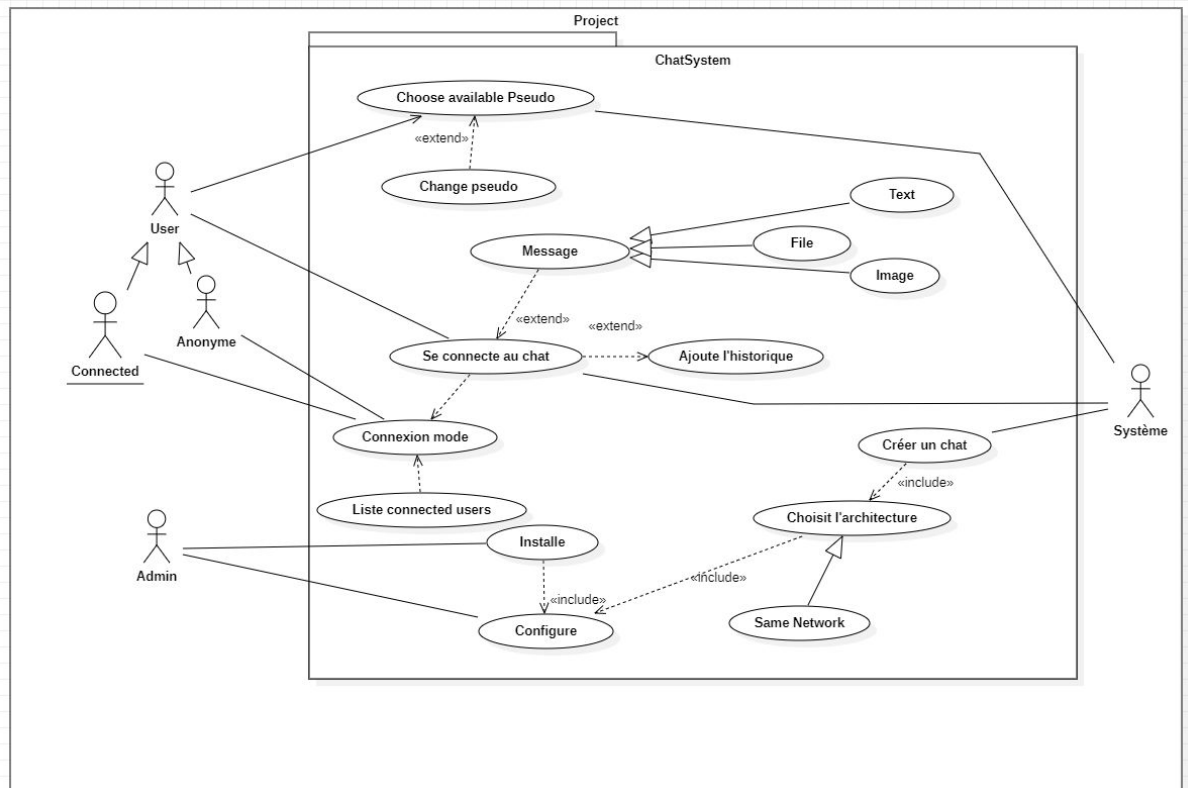 Project
ChatSystem
Choose available Pseudo
«extend»
Change pseudo
Text
User
File
Message
Image
«extend»
«extend»
Anonyme
Se connecte au chat
Ajoute l'historique
Connected
Système
Connexion mode
Créer un chat
«include»
Liste connected users
Choisit l'architecture
Installe
Admin
«include»
«include»
Same Network
Configure